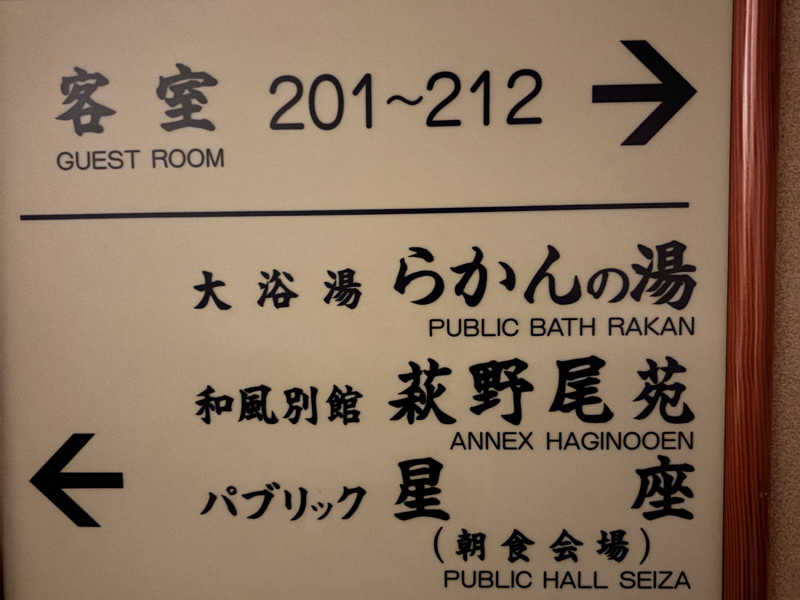 客室 201~212
GUEST ROOM
大浴湯 らかんの湯
PUBLIC BATH RAKAN
和風別館 萩野尾苑
ANNEX HAGINOOEN
パブリック 星座
(朝食会場)
PUBLIC HALL SEIZA